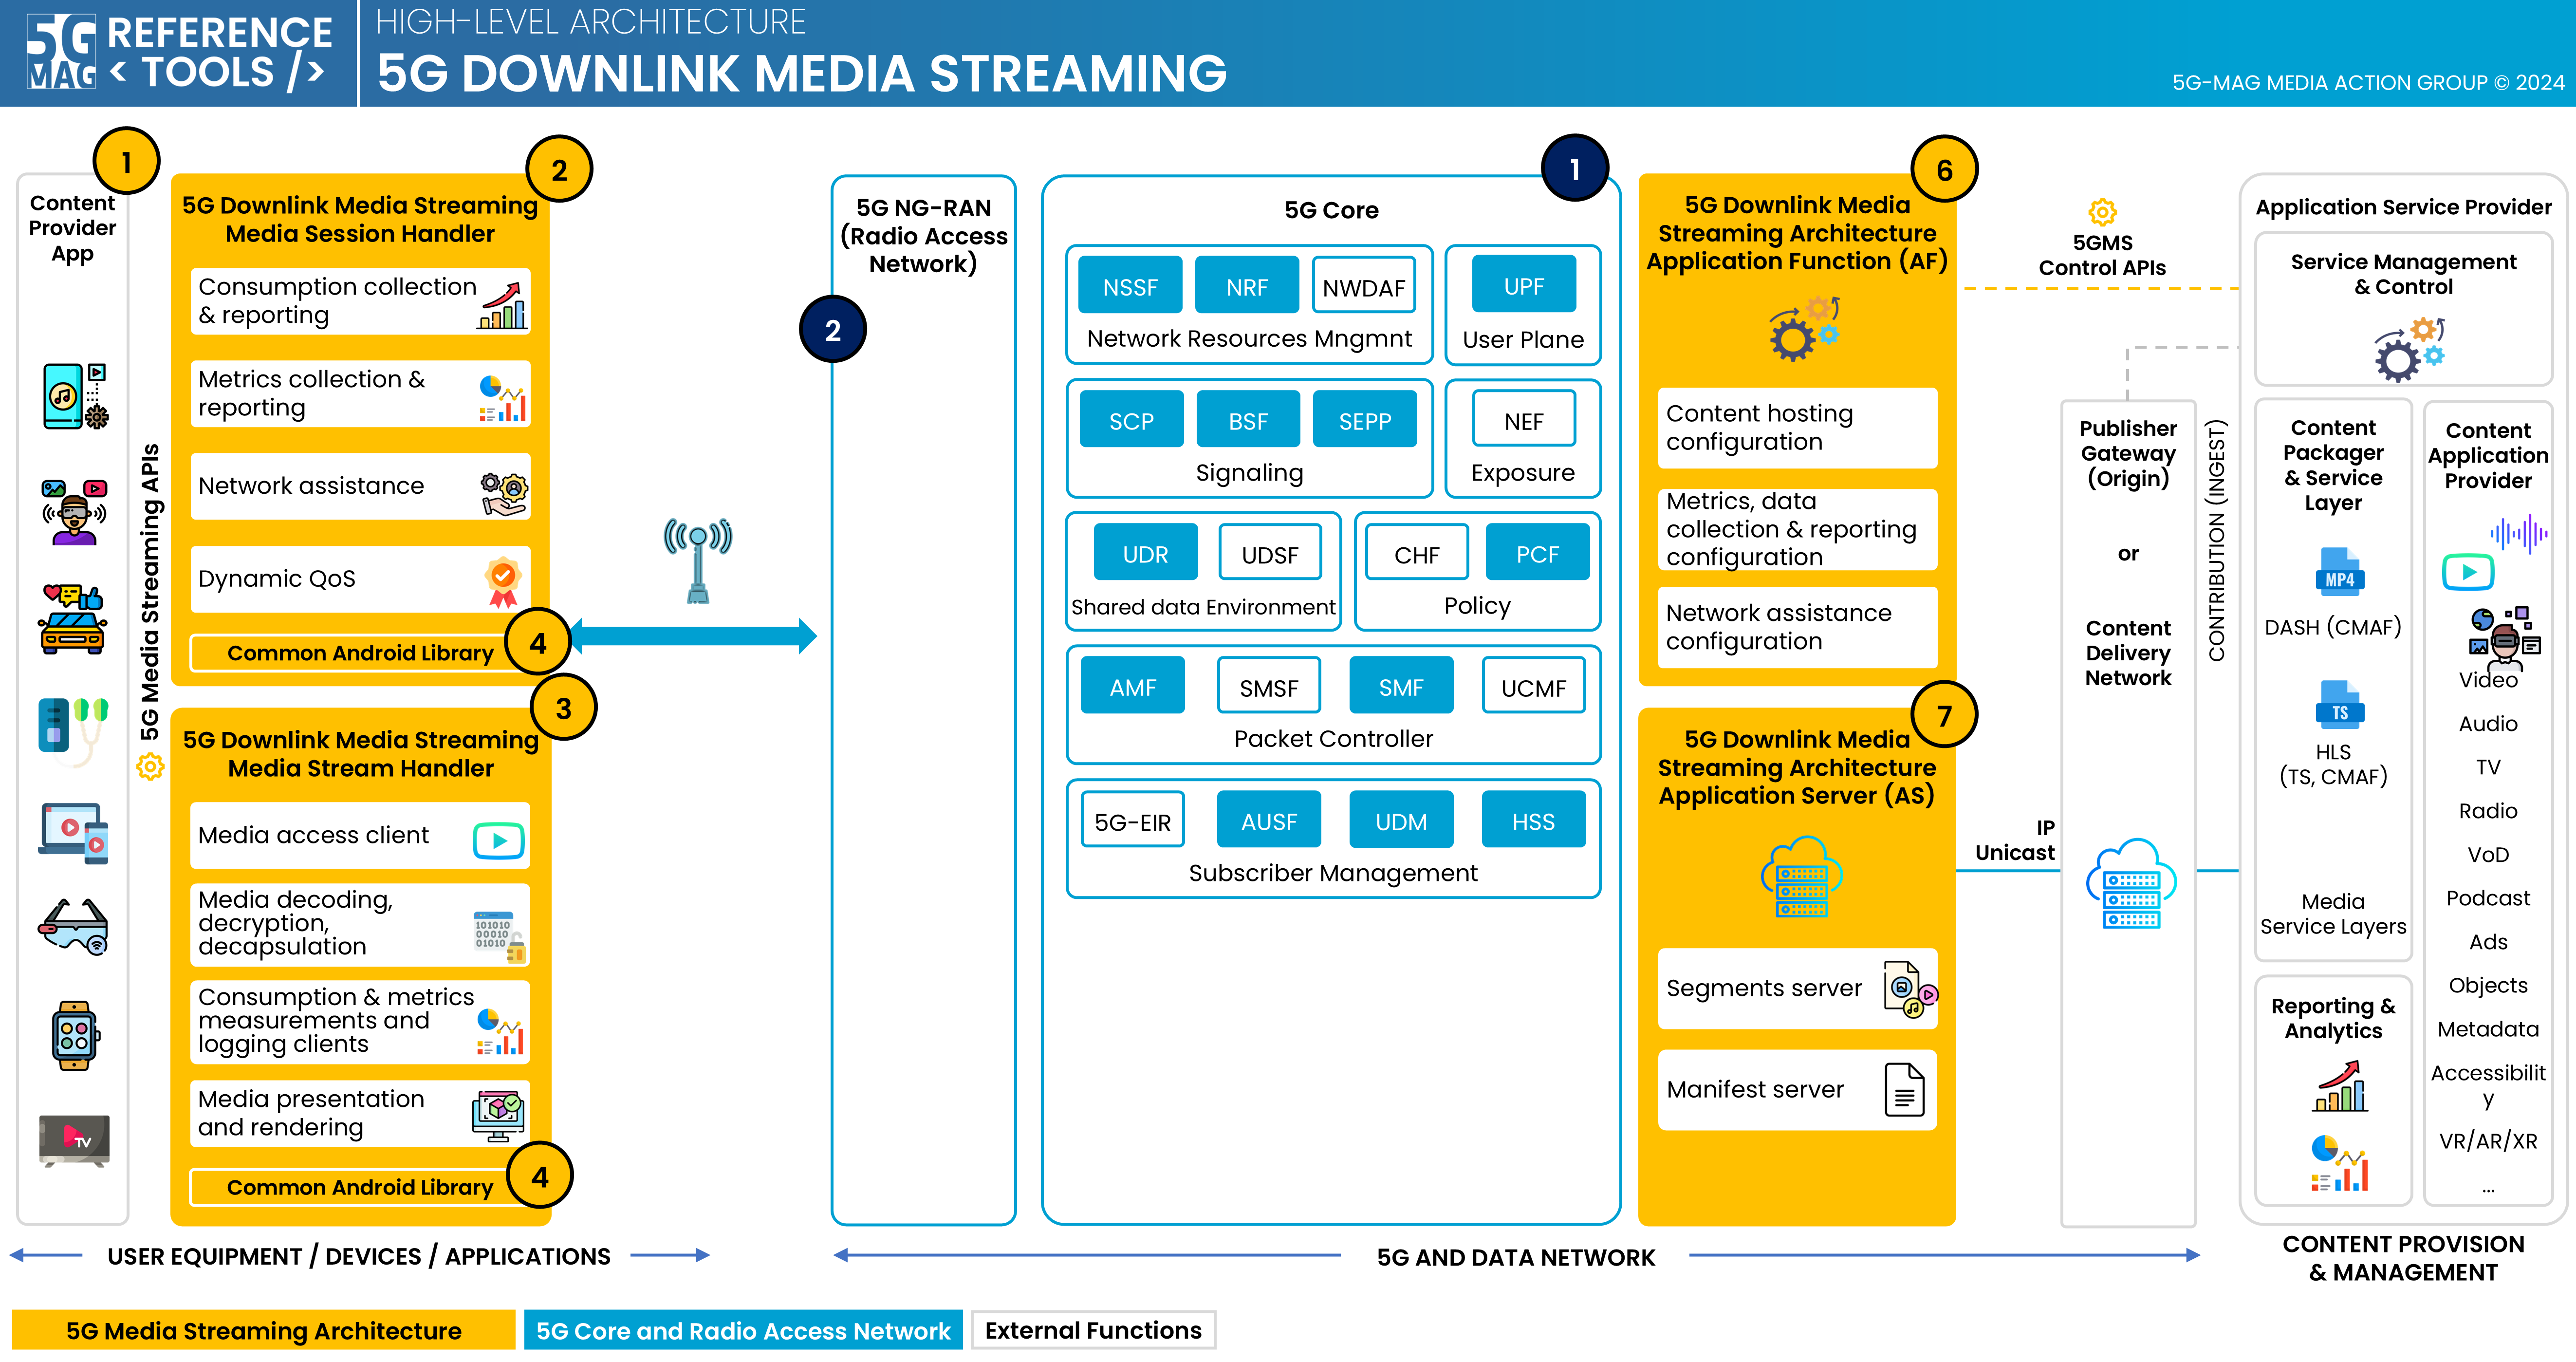 5G
MAG
REFERENCE
< TOOLS />
HIGH-LEVEL ARCHITECTURE
5G DOWNLINK MEDIA STREAMING
5G-MAG MEDIA ACTION GROUP © 2024
1
Content
Provider
App
TV
5G Media Streaming APIs
2
5G Downlink Media Streaming
Media Session Handler
Consumption collection
& reporting
Metrics collection &
reporting
Network assistance
Dynamic QoS
Common Android Library
4
3
5G Downlink Media Streaming
Media Stream Handler
Media access client
Media decoding,
decryption,
decapsulation
101010
00010
01010
Consumption & metrics
measurements and
logging clients
Media presentation
and rendering
Common Android Library
4
5G NG-RAN
(Radio Access
Network)
2
1
5G Core
NSSF
NRF
NWDAF
Network Resources Mngmnt
UPF
User Plane
SCP
BSF
SEPP
Signaling
NEF
Exposure
UDR
UDSF
Shared data Environment
CHF
PCF
Policy
AMF
SMSF
SMF
UCMF
Packet Controller
5G-EIR
AUSF
UDM
HSS
Subscriber Management
6
5G Downlink Media
Streaming Architecture
Application Function (AF)
Content hosting
configuration
Metrics, data
collection & reporting
configuration
Network assistance
configuration
7
5G Downlink Media
Streaming Architecture
Application Server (AS)
Segments server
Manifest server
5GMS
Control APIs
IP
Unicast
Publisher
Gateway
(Origin)
or
Content
Delivery
Network
CONTRIBUTION (INGEST)
Application Service Provider
Service Management
& Control
Content
Packager
& Service
Layer
MP4
DASH (CMAF)
TS
HLS
(TS, CMAF)
Media
Service Layers
Reporting &
Analytics
Content
Application
Provider
Video
Audio
TV
Radio
VoD
Podcast
Ads
Objects
Metadata
Accessibilit
y
VR/AR/XR
...
USER EQUIPMENT / DEVICES / APPLICATIONS
5G AND DATA NETWORK
CONTENT PROVISION
& MANAGEMENT
5G Media Streaming Architecture
5G Core and Radio Access Network
External Functions